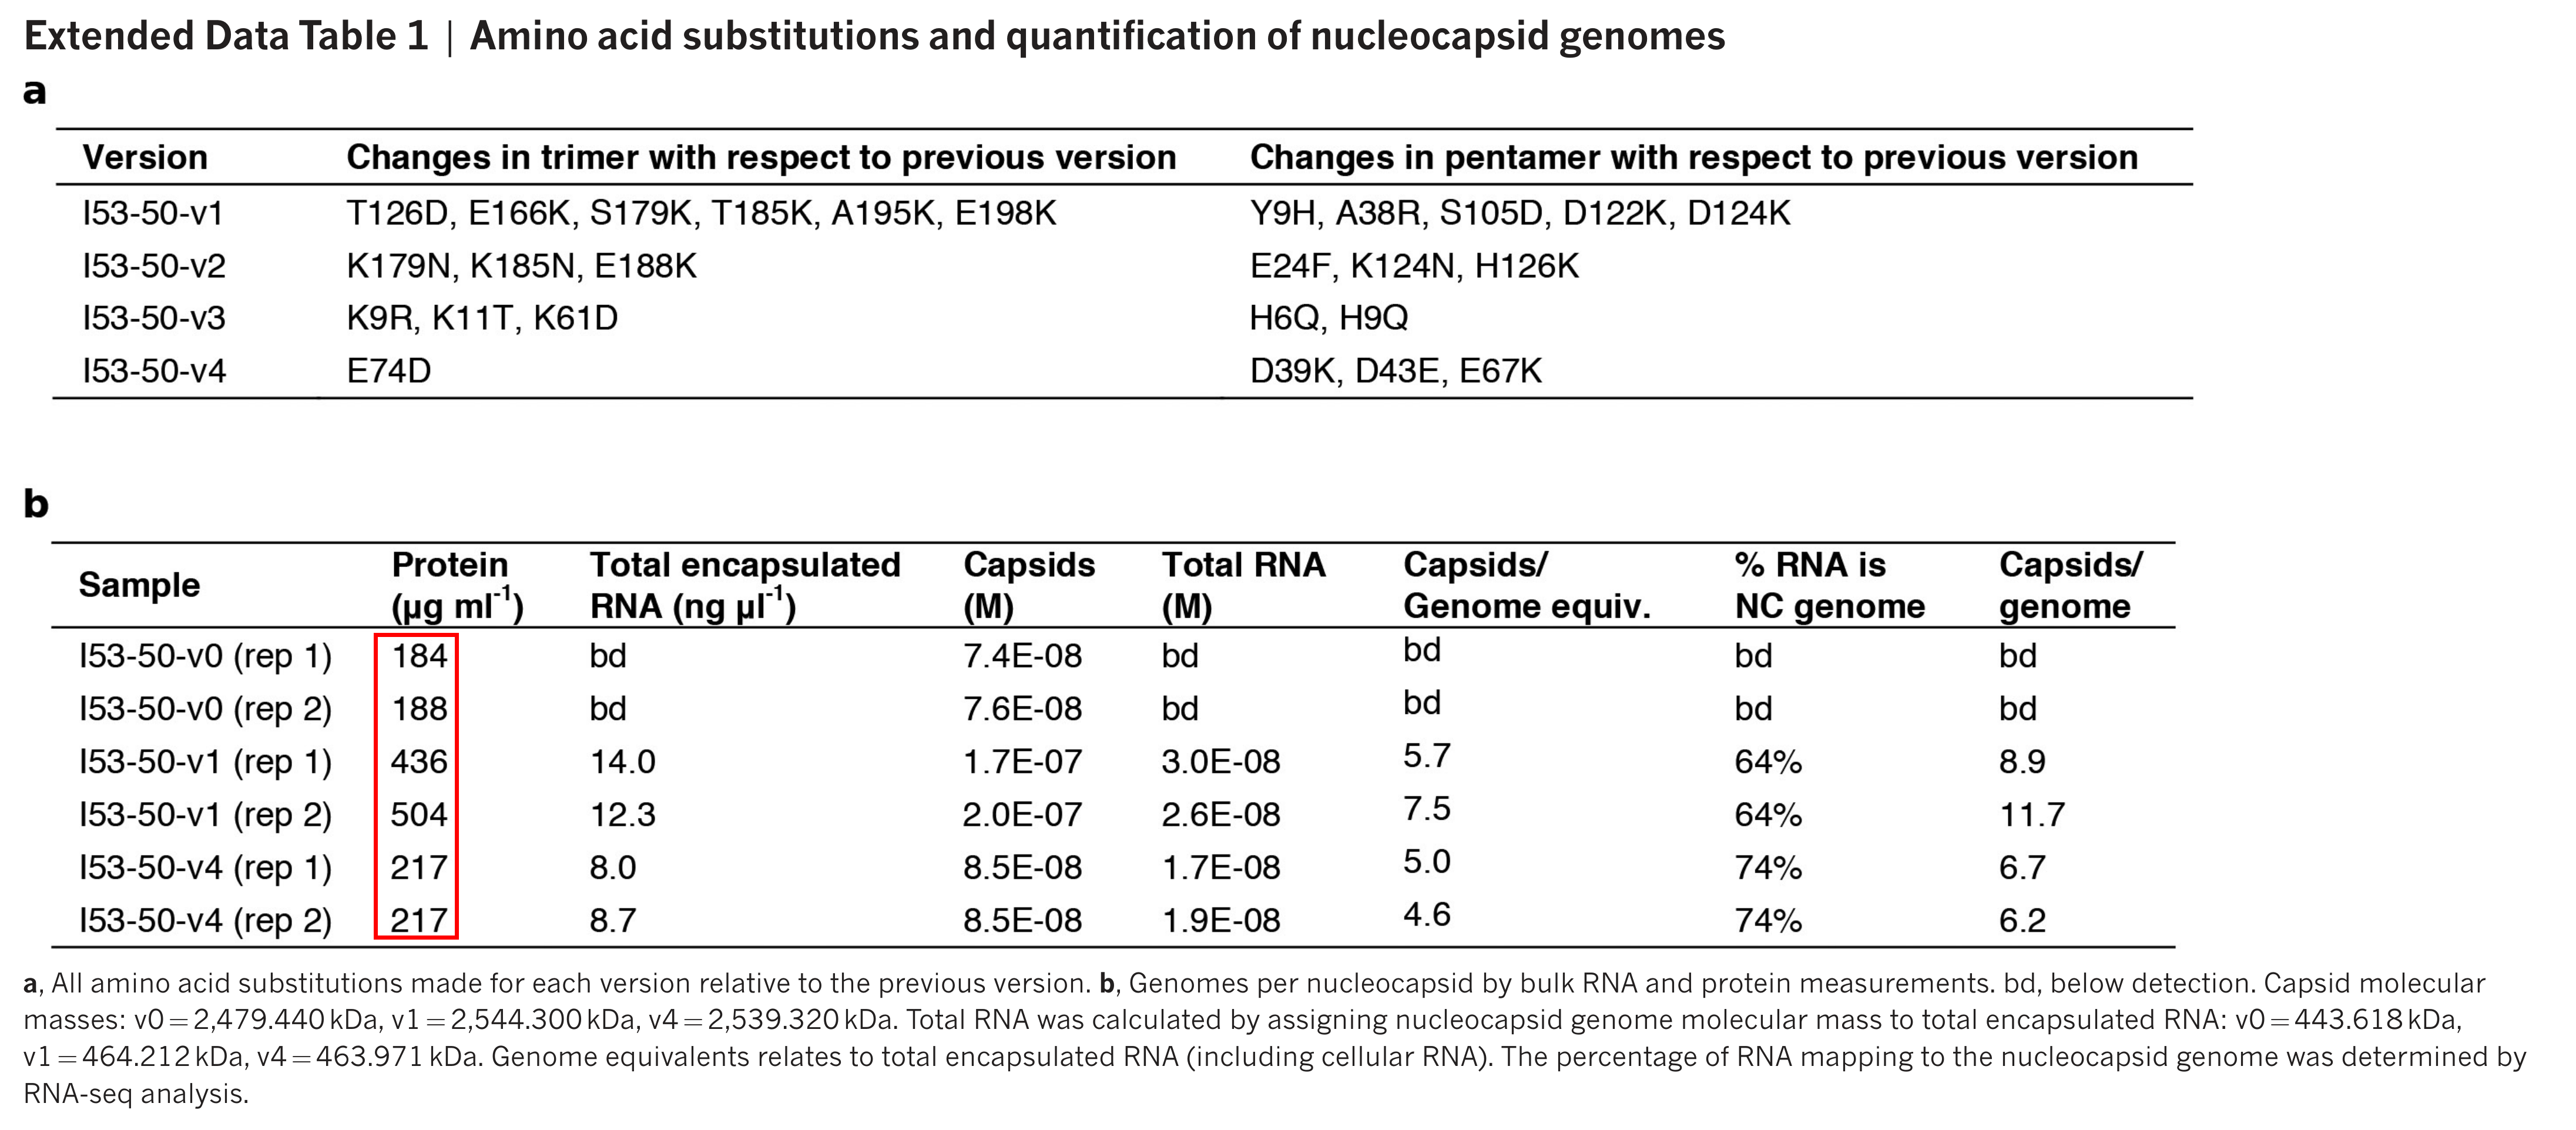 Extended Data Table 1 | Amino acid substitutions and quantification of nucleocapsid genomes
a
Version Changes in trimer with respect to previous version Changes in pentamer with respect to previous version
I53-50-v1 T126D, E166K, S179K, T185K, A195K, E198K Y9H, A38R, S105D, D122K, D124K
I53-50-v2 K179N, K185N, E188K E24F, K124N, H126K
I53-50-v3 K9R, K11T, K61D H6Q, H9Q
I53-50-v4 E74D D39K, D43E, E67K
b
Sample Protein (µg ml⁻¹) Total encapsulated RNA (ng µl⁻¹) Capsids (M) Total RNA (M) Capsids/ Genome equiv. % RNA is NC genome Capsids/ genome
I53-50-v0 (rep 1) 184 bd 7.4E-08 bd bd bd bd
I53-50-v0 (rep 2) 188 bd 7.6E-08 bd bd bd bd
I53-50-v1 (rep 1) 436 14.0 1.7E-07 3.0E-08 5.7 64% 8.9
I53-50-v1 (rep 2) 504 12.3 2.0E-07 2.6E-08 7.5 64% 11.7
I53-50-v4 (rep 1) 217 8.0 8.5E-08 1.7E-08 5.0 74% 6.7
I53-50-v4 (rep 2) 217 8.7 8.5E-08 1.9E-08 4.6 74% 6.2
a, All amino acid substitutions made for each version relative to the previous version. b, Genomes per nucleocapsid by bulk RNA and protein measurements. bd, below detection. Capsid molecular
masses: v0 = 2,479.440 kDa, v1 = 2,544.300 kDa, v4 = 2,539.320 kDa. Total RNA was calculated by assigning nucleocapsid genome molecular mass to total encapsulated RNA: v0 = 443.618 kDa,
v1 = 464.212 kDa, v4 = 463.971 kDa. Genome equivalents relates to total encapsulated RNA (including cellular RNA). The percentage of RNA mapping to the nucleocapsid genome was determined by
RNA-seq analysis.